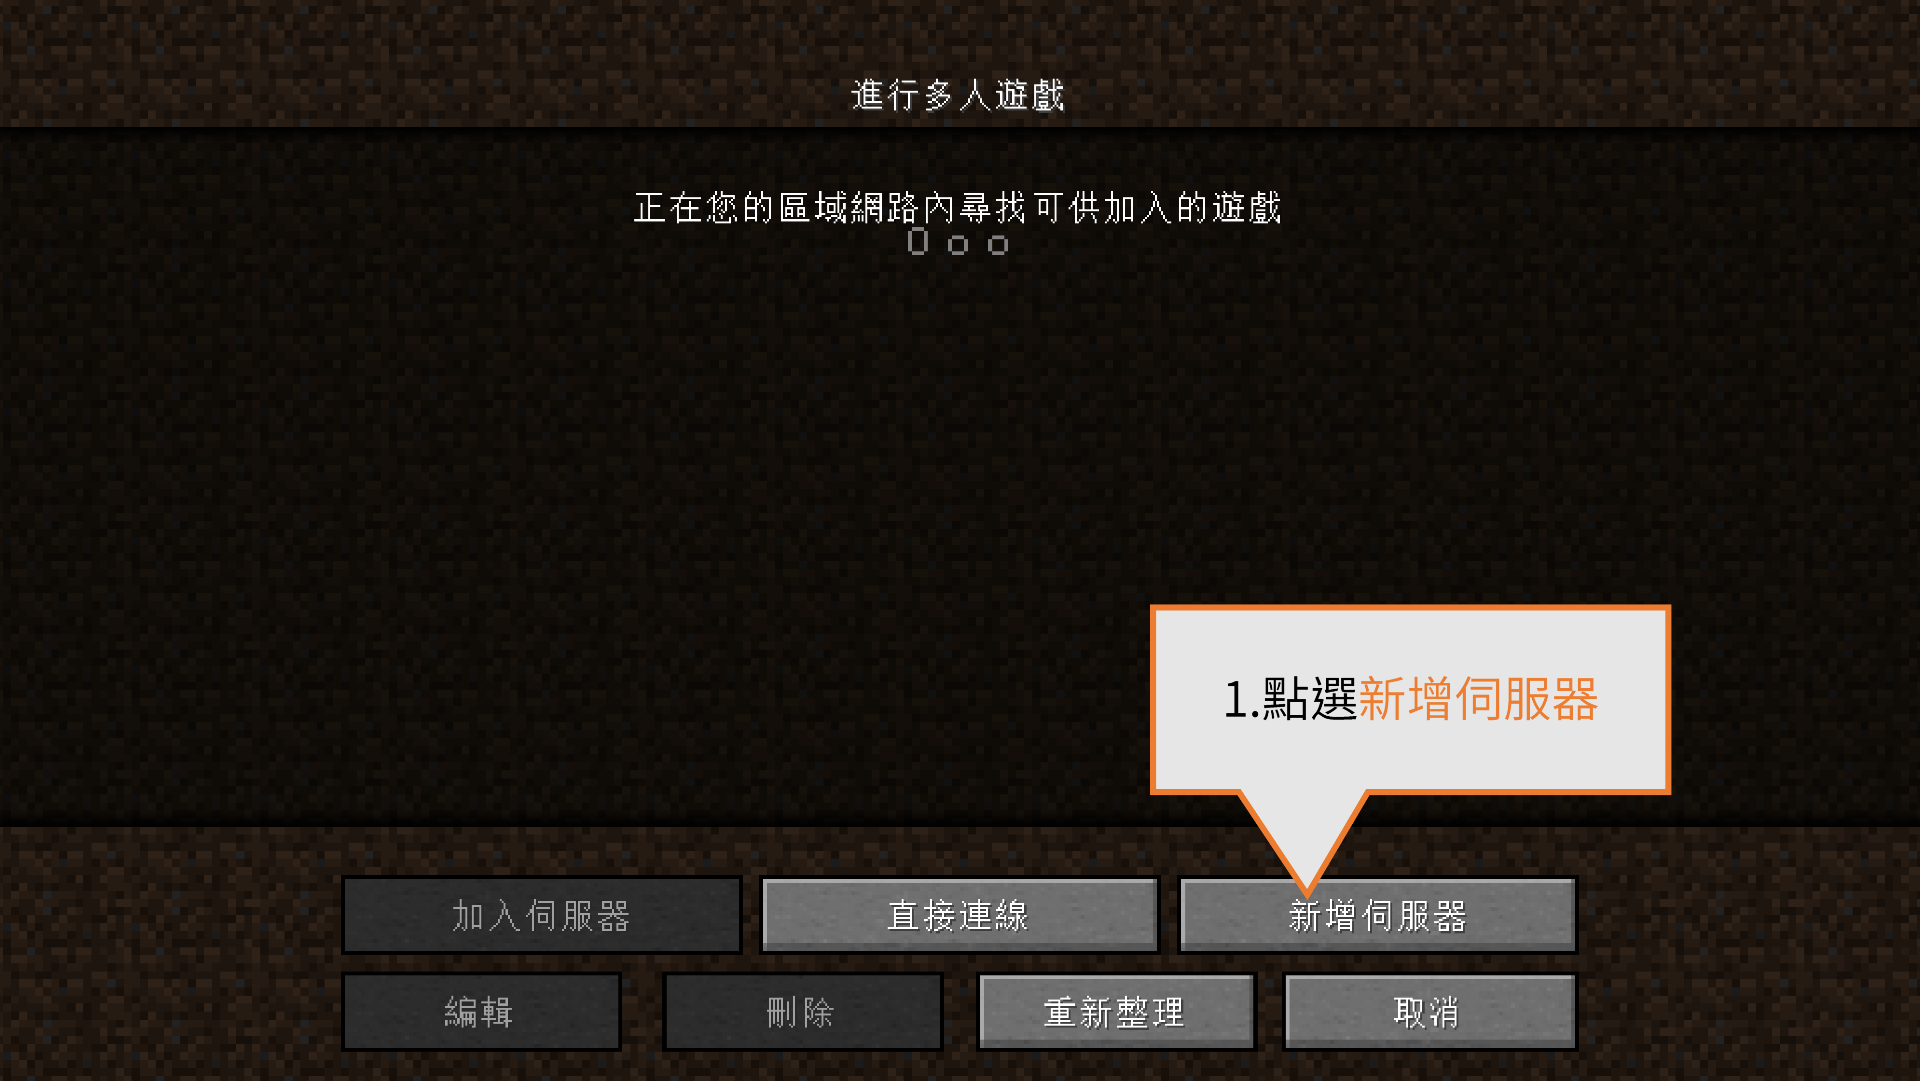 進行多人遊戲
正在您的區域網路內尋找可供加入的遊戲
O o o
1.點選新增伺服器
加入伺服器
直接連線
新增伺服器
編輯
刪除
重新整理
取消